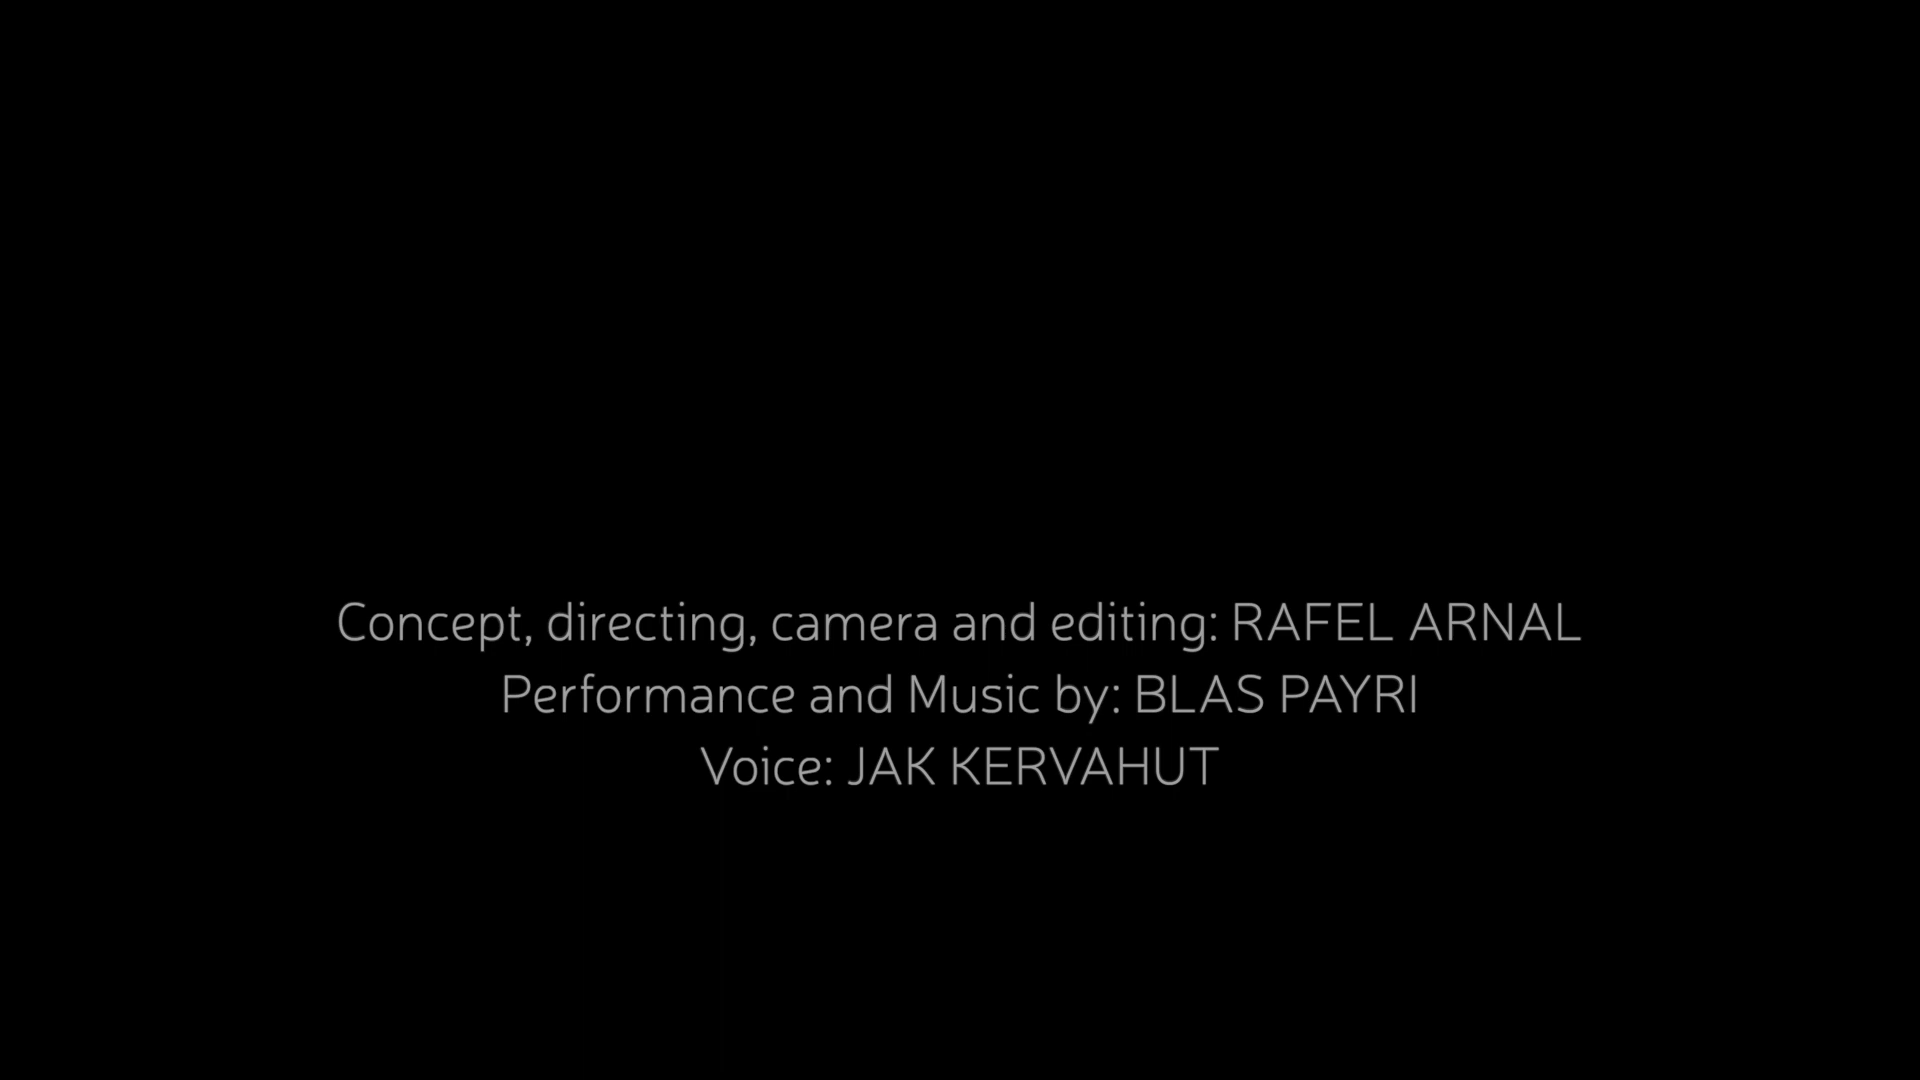 Concept, directing, camera and editing: RAFEL ARNAL
Performance and Music by: BLAS PAYRI
Voice: JAK KERVAHUT